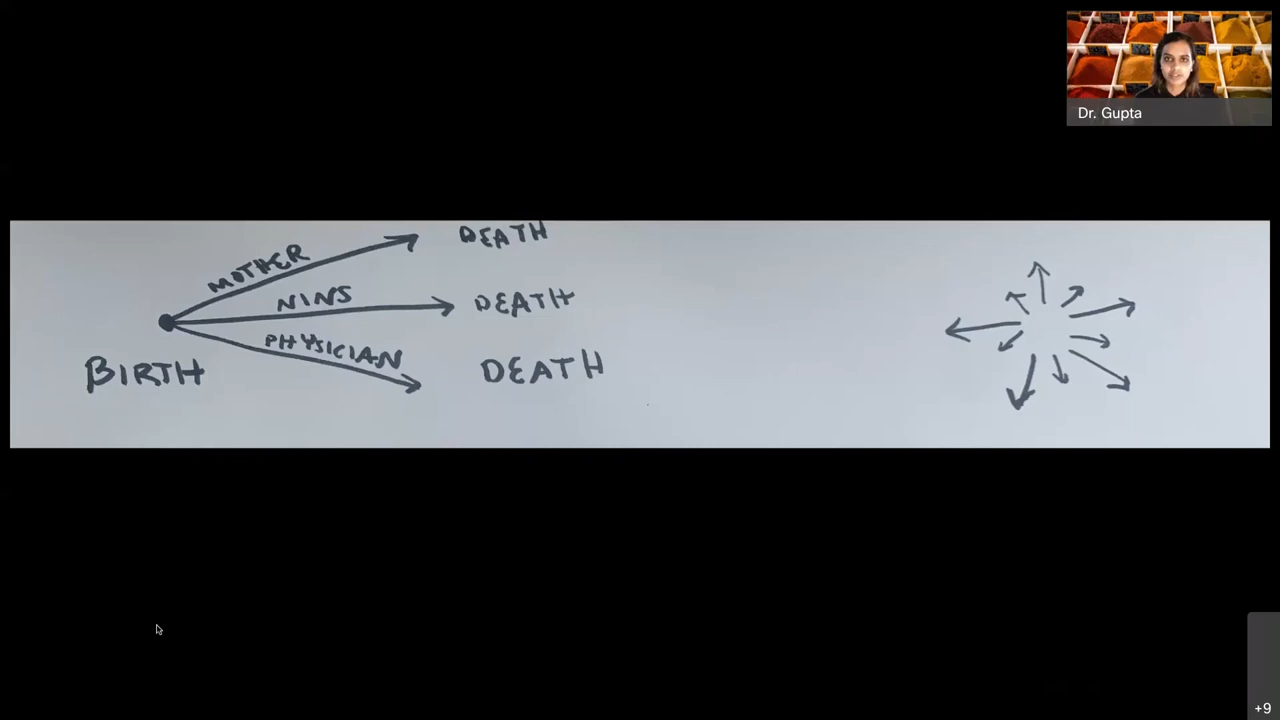 Dr. Gupta
MOTHER
DEATH
NINS
DEATH
PHYSICIAN
DEATH
BIRTH
+9